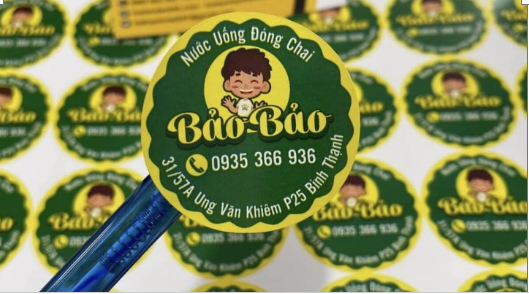 Nước Uống Đóng Chai
Bảo-Bảo
0935 366 936
31/57A Ung Văn Khiêm P25 Bình Thạnh